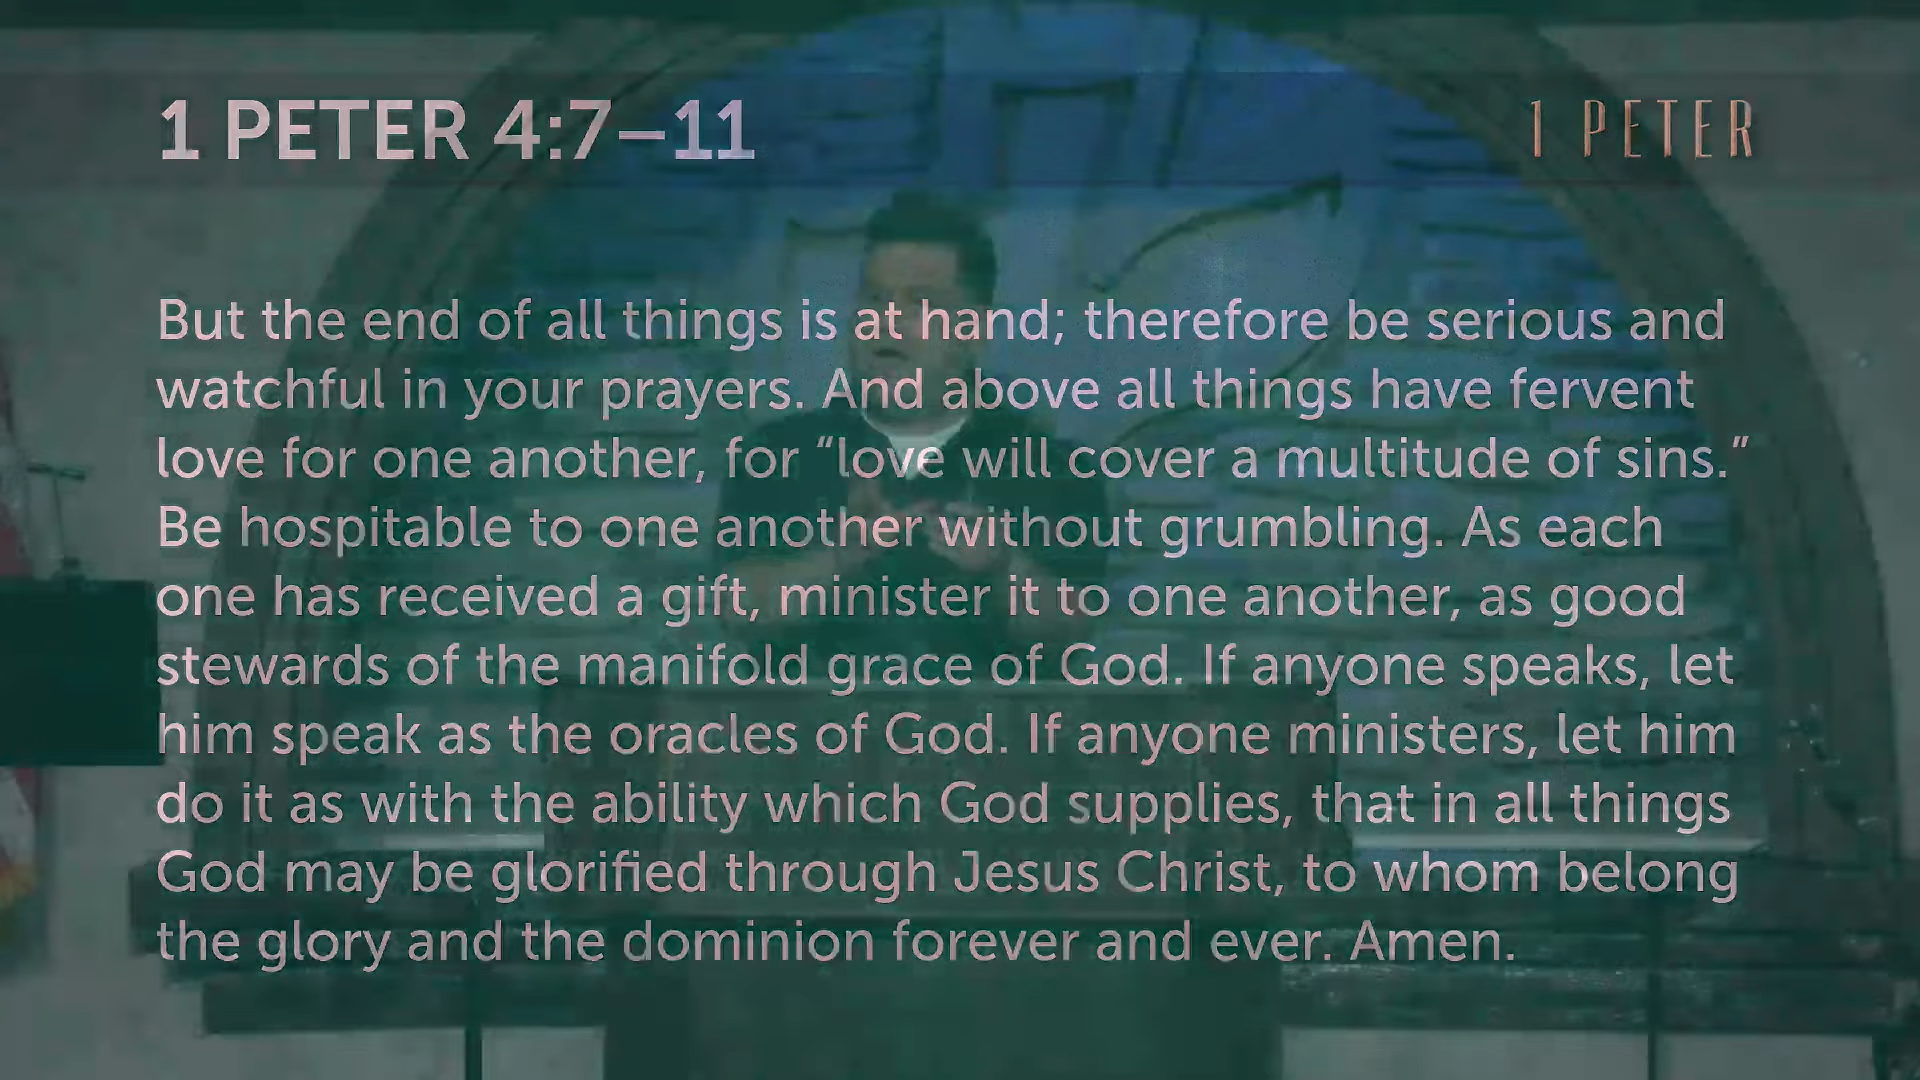 1 PETER 4:7–11
1 PETER
But the end of all things is at hand; therefore be serious and
watchful in your prayers. And above all things have fervent
love for one another, for “love will cover a multitude of sins.”
Be hospitable to one another without grumbling. As each
one has received a gift, minister it to one another, as good
stewards of the manifold grace of God. If anyone speaks, let
him speak as the oracles of God. If anyone ministers, let him
do it as with the ability which God supplies, that in all things
God may be glorified through Jesus Christ, to whom belong
the glory and the dominion forever and ever. Amen.